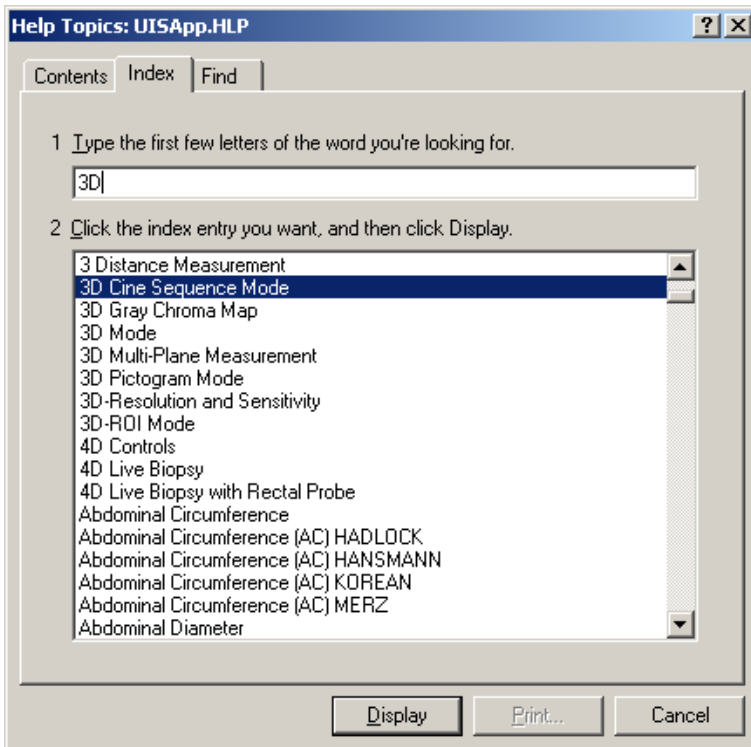 Help Topics: UISApp.HLP
Contents Index Find
1 Type the first few letters of the word you're looking for.
3D
2 Click the index entry you want, and then click Display.
3 Distance Measurement
3D Cine Sequence Mode
3D Gray Chroma Map
3D Mode
3D Multi-Plane Measurement
3D Pictogram Mode
3D-Resolution and Sensitivity
3D-ROI Mode
4D Controls
4D Live Biopsy
4D Live Biopsy with Rectal Probe
Abdominal Circumference
Abdominal Circumference (AC) HADLOCK
Abdominal Circumference (AC) HANSMANN
Abdominal Circumference (AC) KOREAN
Abdominal Circumference (AC) MERZ
Abdominal Diameter
Display Print... Cancel